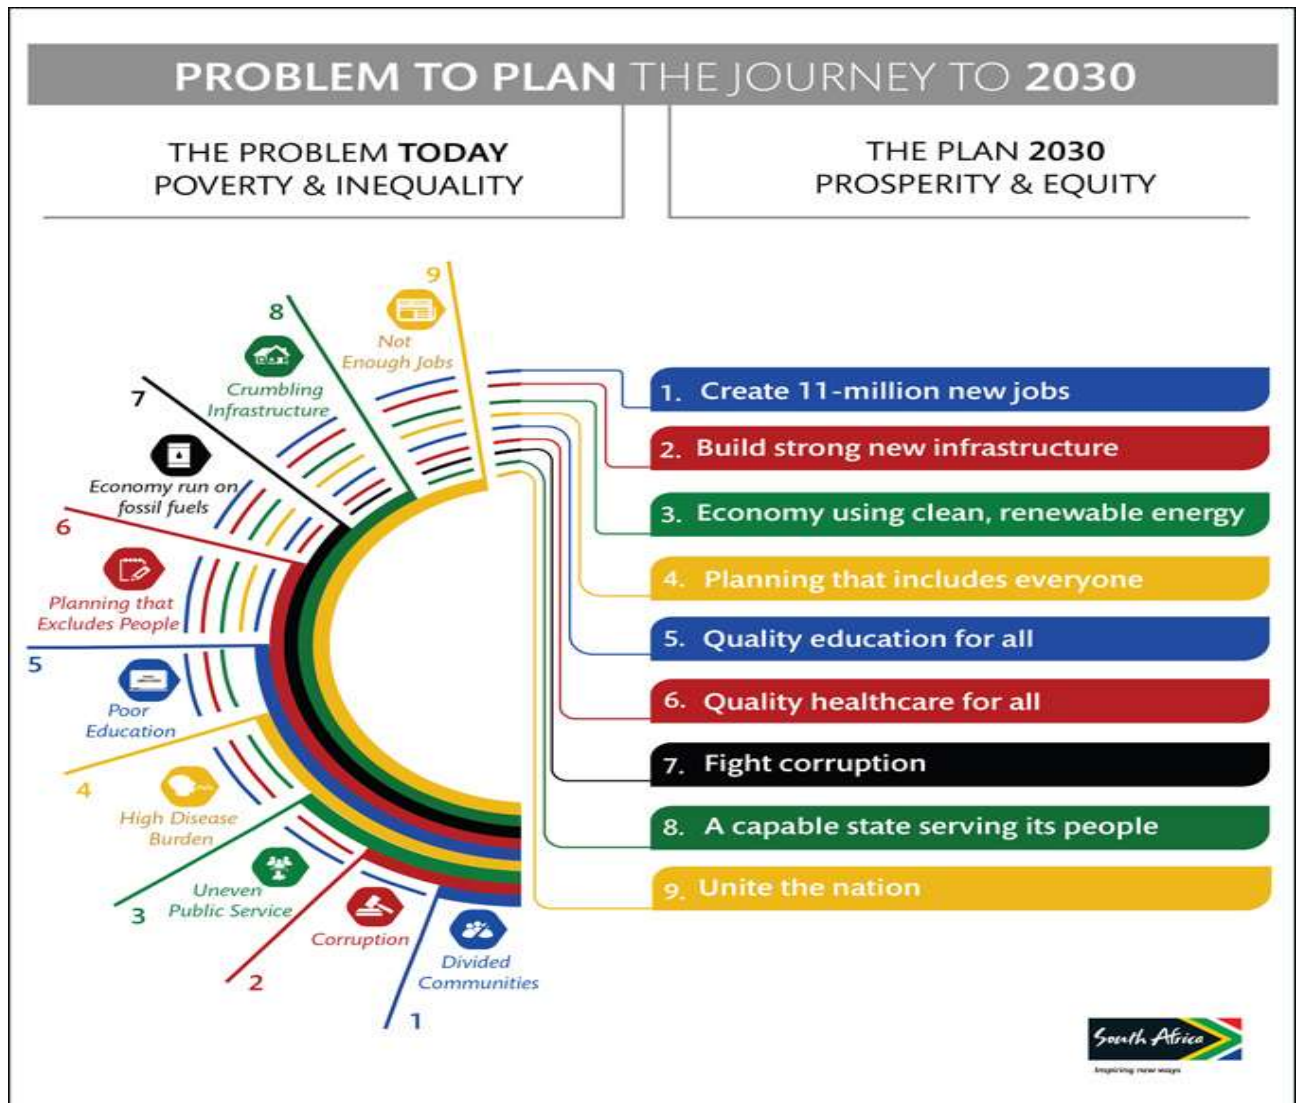 PROBLEM TO PLAN THE JOURNEY TO 2030
THE PROBLEM TODAY
POVERTY & INEQUALITY
THE PLAN 2030
PROSPERITY & EQUITY
9
Not
Enough Jobs
8
Crumbling
Infrastructure
7
Economy run on
fossil fuels
6
Planning that
Excludes People
5
Poor
Education
4
High Disease
Burden
3
Uneven
Public Service
2
Corruption
1
Divided
Communities
1. Create 11-million new jobs
2. Build strong new infrastructure
3. Economy using clean, renewable energy
4. Planning that includes everyone
5. Quality education for all
6. Quality healthcare for all
7. Fight corruption
8. A capable state serving its people
9. Unite the nation
South Africa
Inspiring new ways